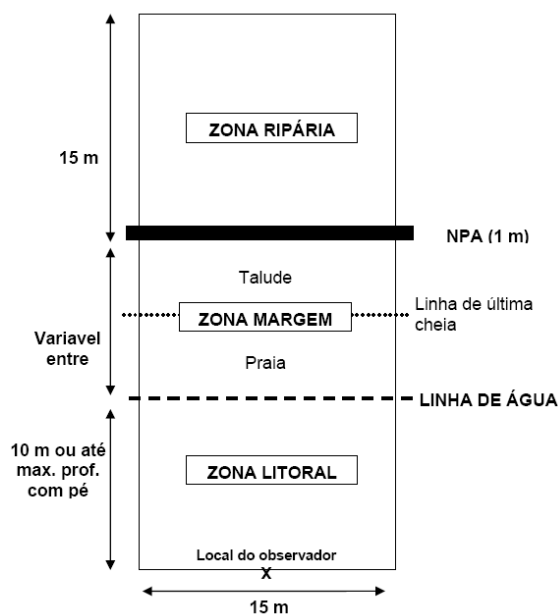 ZONA RIPÁRIA
15 m
NPA (1 m)
Talude
Linha de última
cheia
ZONA MARGEM
Variavel
entre
Praia
LINHA DE ÁGUA
10 m ou até
max. prof.
com pé
ZONA LITORAL
Local do observador
X
15 m